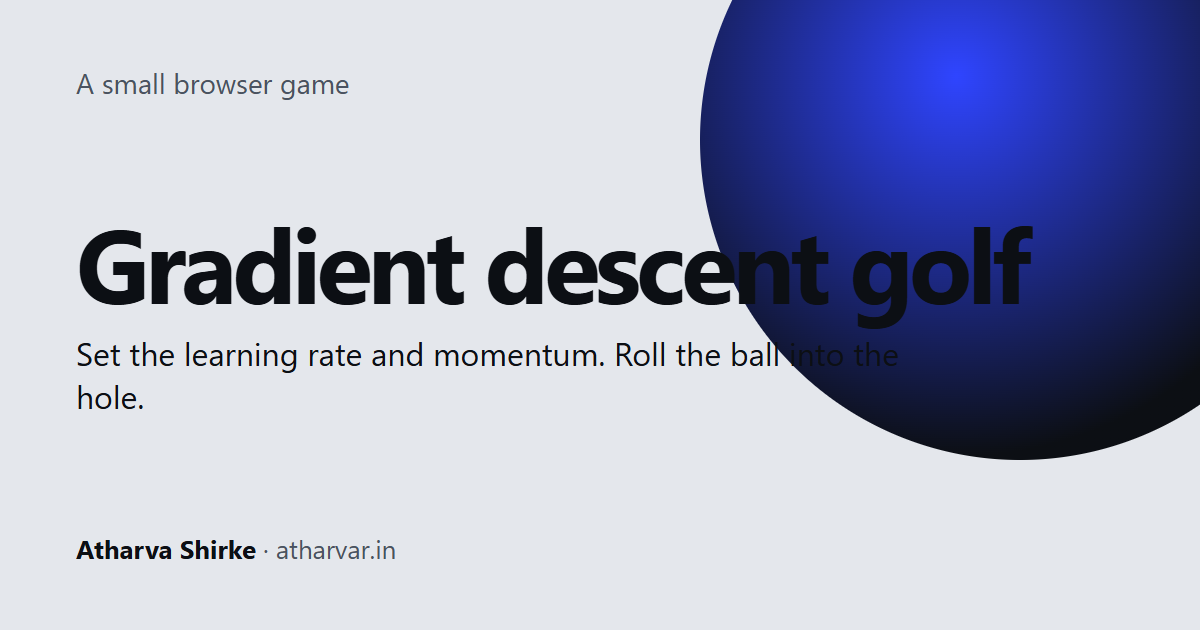 A small browser game
Gradient descent golf
Set the learning rate and momentum. Roll the ball into the
hole.
Atharva Shirke · atharvar.in